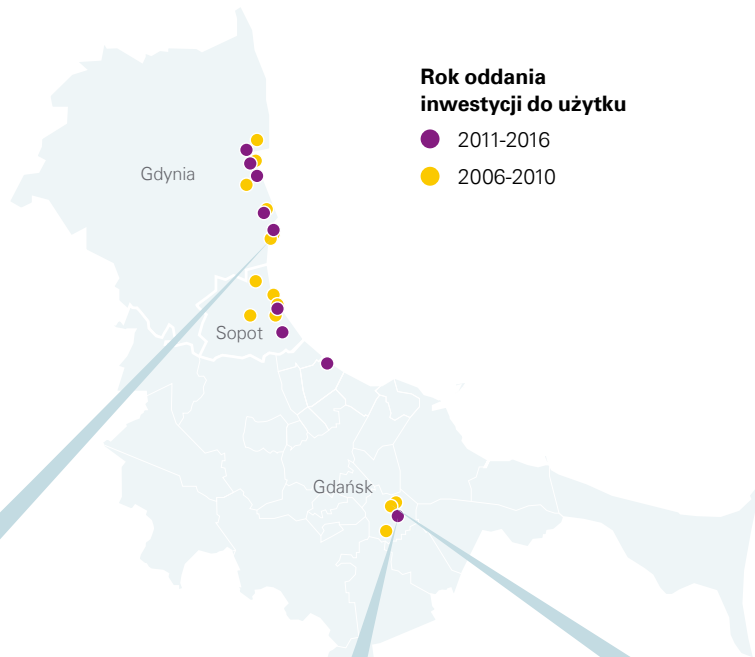 Rok oddania
inwestycji do użytku
2011-2016
2006-2010
Gdynia
Sopot
Gdańsk